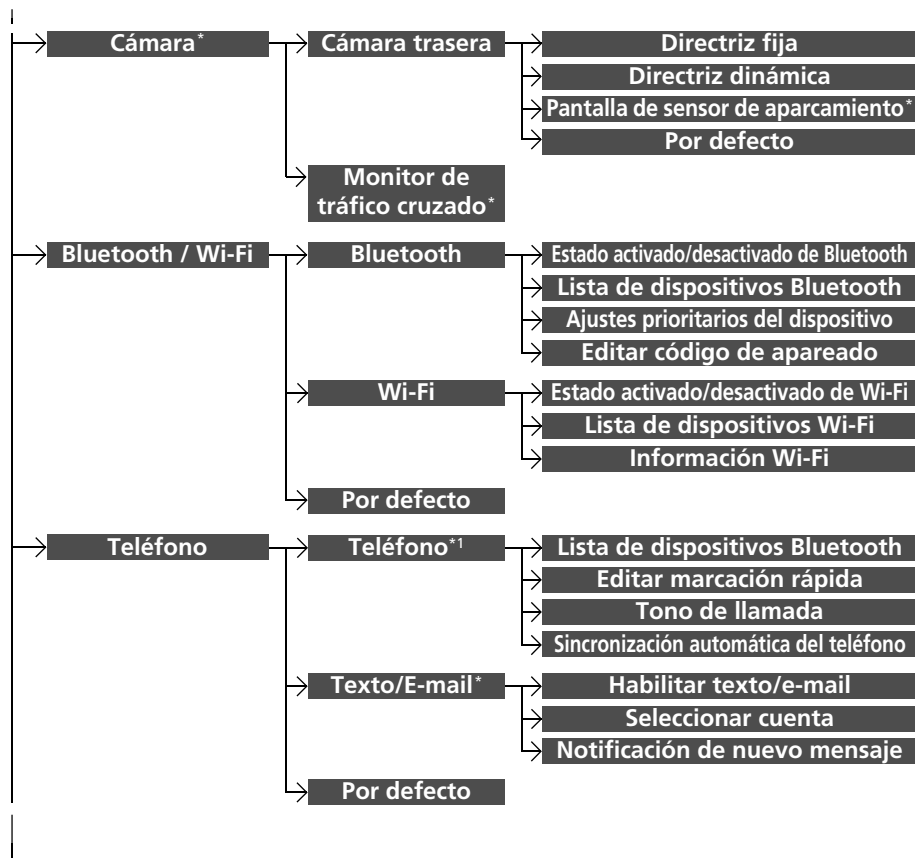 Cámara*
Cámara trasera
Directriz fija
Directriz dinámica
Pantalla de sensor de aparcamiento*
Por defecto
Monitor de
tráfico cruzado*
Bluetooth / Wi-Fi
Bluetooth
Estado activado/desactivado de Bluetooth
Lista de dispositivos Bluetooth
Ajustes prioritarios del dispositivo
Editar código de apareado
Wi-Fi
Estado activado/desactivado de Wi-Fi
Lista de dispositivos Wi-Fi
Información Wi-Fi
Por defecto
Teléfono
Teléfono*1
Lista de dispositivos Bluetooth
Editar marcación rápida
Tono de llamada
Sincronización automática del teléfono
Texto/E-mail*
Habilitar texto/e-mail
Seleccionar cuenta
Notificación de nuevo mensaje
Por defecto